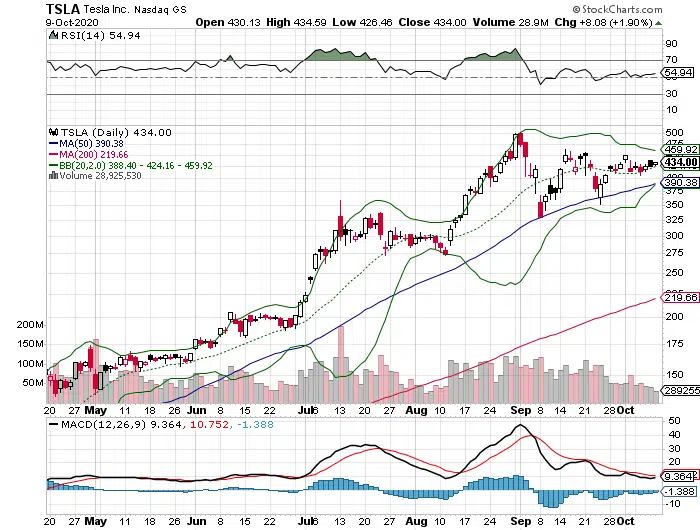 TSLA Tesla Inc. Nasdaq GS © StockCharts.com
9-Oct-2020 Open 430.13 High 434.59 Low 426.46 Close 434.00 Volume 28.9M Chg +8.08 (+1.90%)
RSI(14) 54.94
90
70
54.94
50
30
10
TSLA (Daily) 434.00
MA(50) 390.38
MA(200) 219.66
BB(20,2.0) 388.40 - 424.16 - 459.92
Volume 28,925,530
500
475
459.92
434.00
390.38
375
350
325
300
275
250
225
219.66
200
175
150
200M
150M
100M
50M
289255
20 27 May 11 18 26 Jun 8 15 22 Jul 6 13 20 27 Aug 10 17 24 Sep 8 14 21 28 Oct
MACD(12,26,9) 9.364, 10.752, -1.388
50
40
30
20
9.364
-1.388
-10
20 27 May 11 18 26 Jun 8 15 22 Jul 6 13 20 27 Aug 10 17 24 Sep 8 14 21 28 Oct